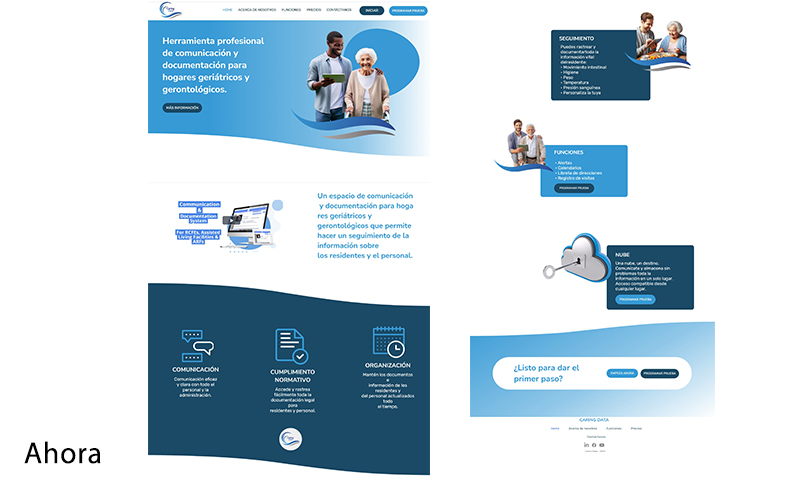 HOME
ACERCA DE NOSOTROS
FUNCIONES
PRECIOS
CONTÁCTANOS
INICIAR
PROGRAMAR PRUEBA
Herramienta profesional
de comunicación y
documentación para
hogares geriátricos y
gerontológicos.
MÁS INFORMACIÓN
Communication
&
Documentation
System
For RCFEs, Assisted
Living Facilities &
ARFs
Un espacio de comunicación
y documentación para hoga
res geriátricos y
gerontológicos que permite
hacer un seguimiento de la
información sobre
los residentes y el personal.
COMUNICACIÓN
Comunicación eficaz
y clara con todo el
personal y la
administración.
CUMPLIMIENTO
NORMATIVO
Accede y rastrea
fácilmente toda la
documentación legal
para
residentes y personal.
ORGANIZACIÓN
Mantén los documentos
e
información de los
residentes y
del personal actualizados
todo
el tiempo.
Ahora
SEGUIMIENTO
Puedes rastrear y
documentartoda la
información vital
delresidente:
• Movimiento intestinal
• Higiene
• Peso
• Temperatura
• Presión sanguínea
• Personaliza la tuya
FUNCIONES
• Alertas
• Calendarios
• Libreta de direcciones
• Registro de visitas
PROGRAMAR PRUEBA
NUBE
Una nube, un destino.
Comunícate y almacena sin
problemas toda la
información en un solo lugar.
Acceso compatible desde
cualquier lugar.
PROGRAMAR PRUEBA
¿Listo para dar el
primer paso?
EMPIEZA AHORA
PROGRAMAR PRUEBA
CARING DATA
Home
Acerca de nosotros
Funciones
Precios
Contáctanos